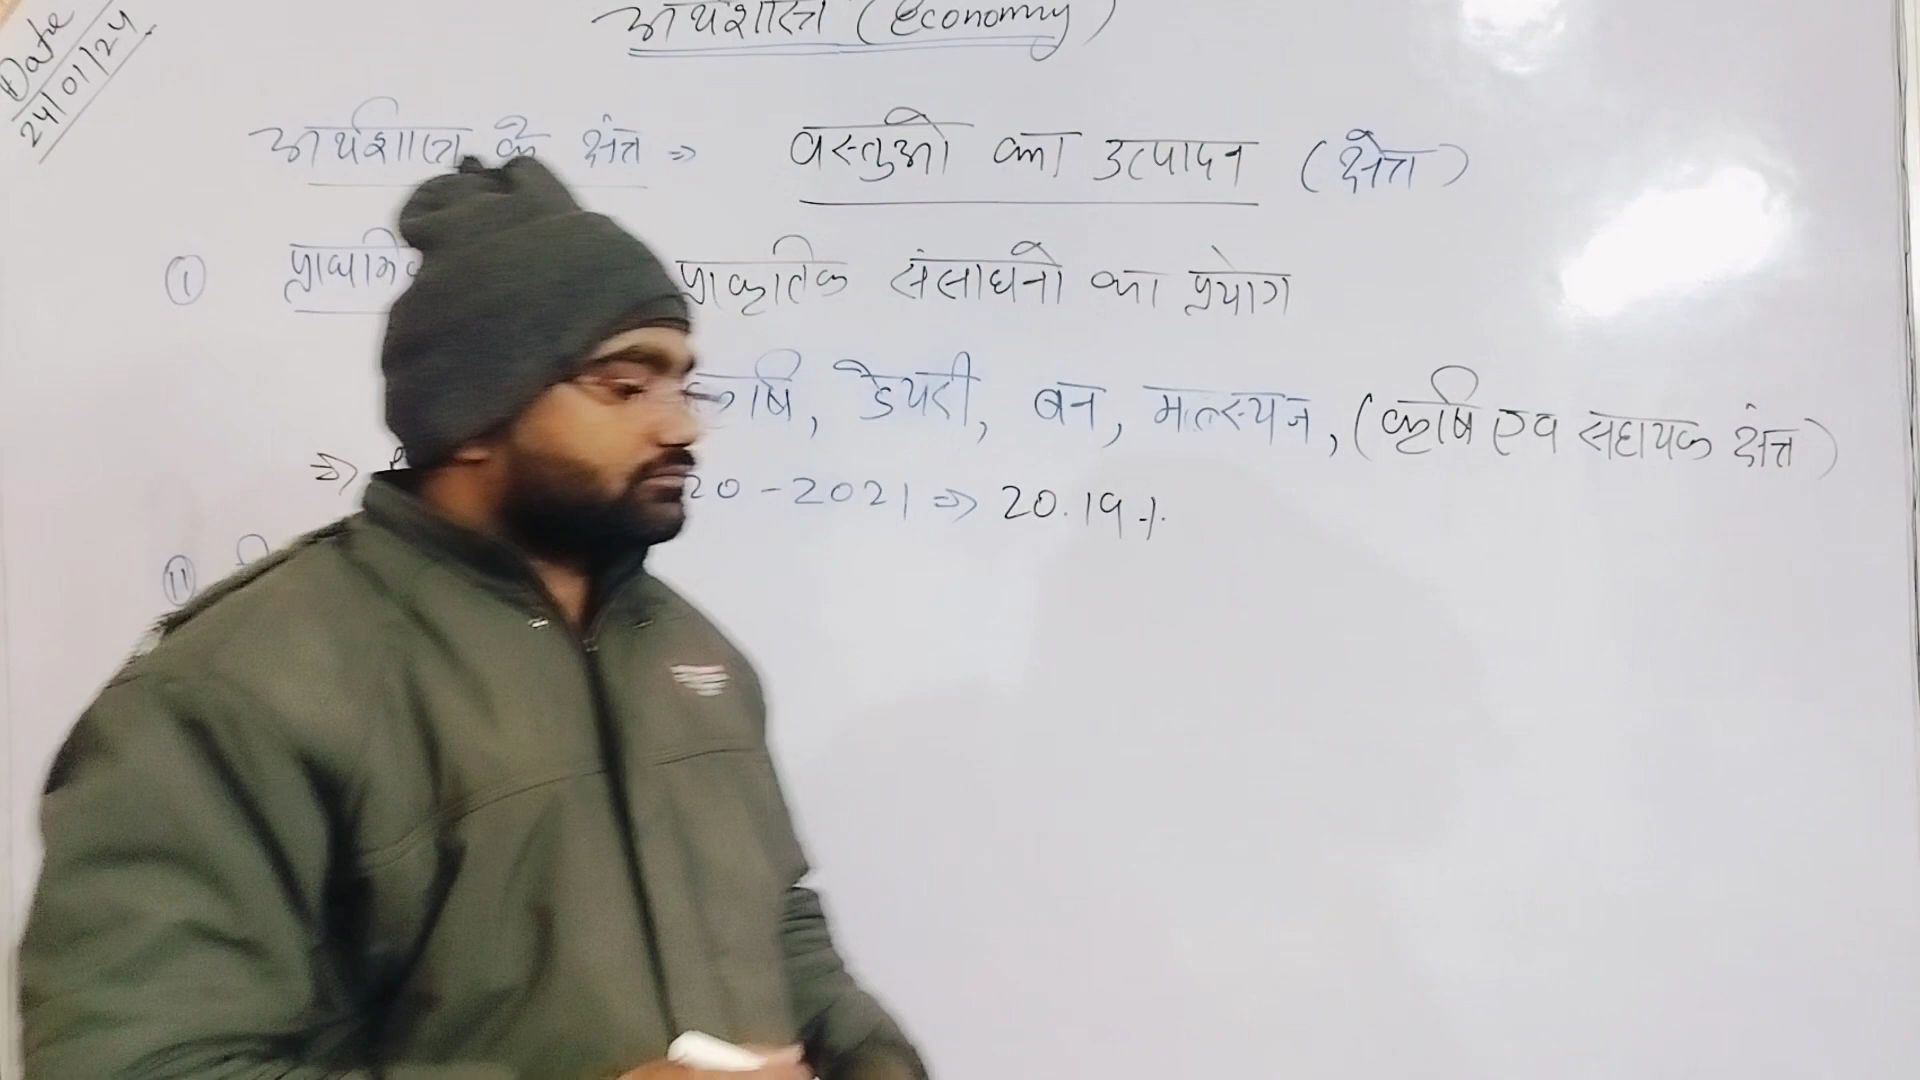 Date
24/01/24
अर्थशास्त्र (Economy)
अर्थशास्त्र के क्षेत्र ⇒ वस्तुओ का उत्पादन (क्षेत्र)
① प्राथमिक प्राकृतिक संसाधनो का प्रयोग
कृषि, डेयरी, वन, मत्स्यन, (कृषि एव सहायक क्षेत्र)
⇒ 20-2021 ⇒ 20.19%
⑪